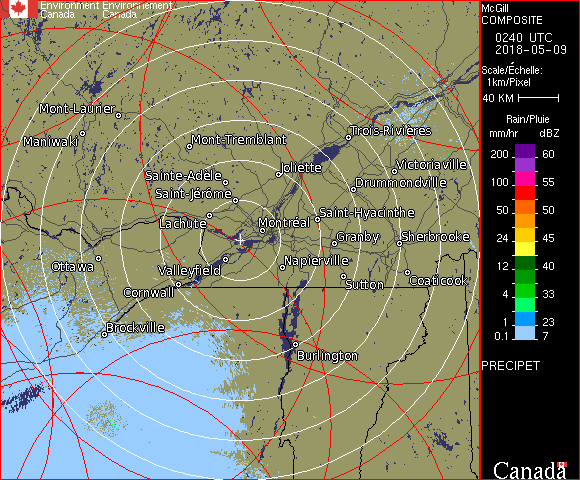 Environment Environnement
Canada Canada
McGill
COMPOSITE
0240 UTC
2018-05-09
Scale/Échelle:
1km/Pixel
40 KM
Rain/Pluie
mm/hr dBZ
200 60
100 55
50 50
24 45
12 40
4 33
1 23
0.1 7
PRECIPET
Canada
Mont-Laurier
Maniwaki
Mont-Tremblant
Trois-Rivières
Sainte-Adèle
Joliette
Victoriaville
Saint-Jérôme
Drummondville
Lachute
Montréal
Saint-Hyacinthe
Granby
Sherbrooke
Ottawa
Valleyfield
Napierville
Cornwall
Sutton
Coaticook
Brockville
Burlington